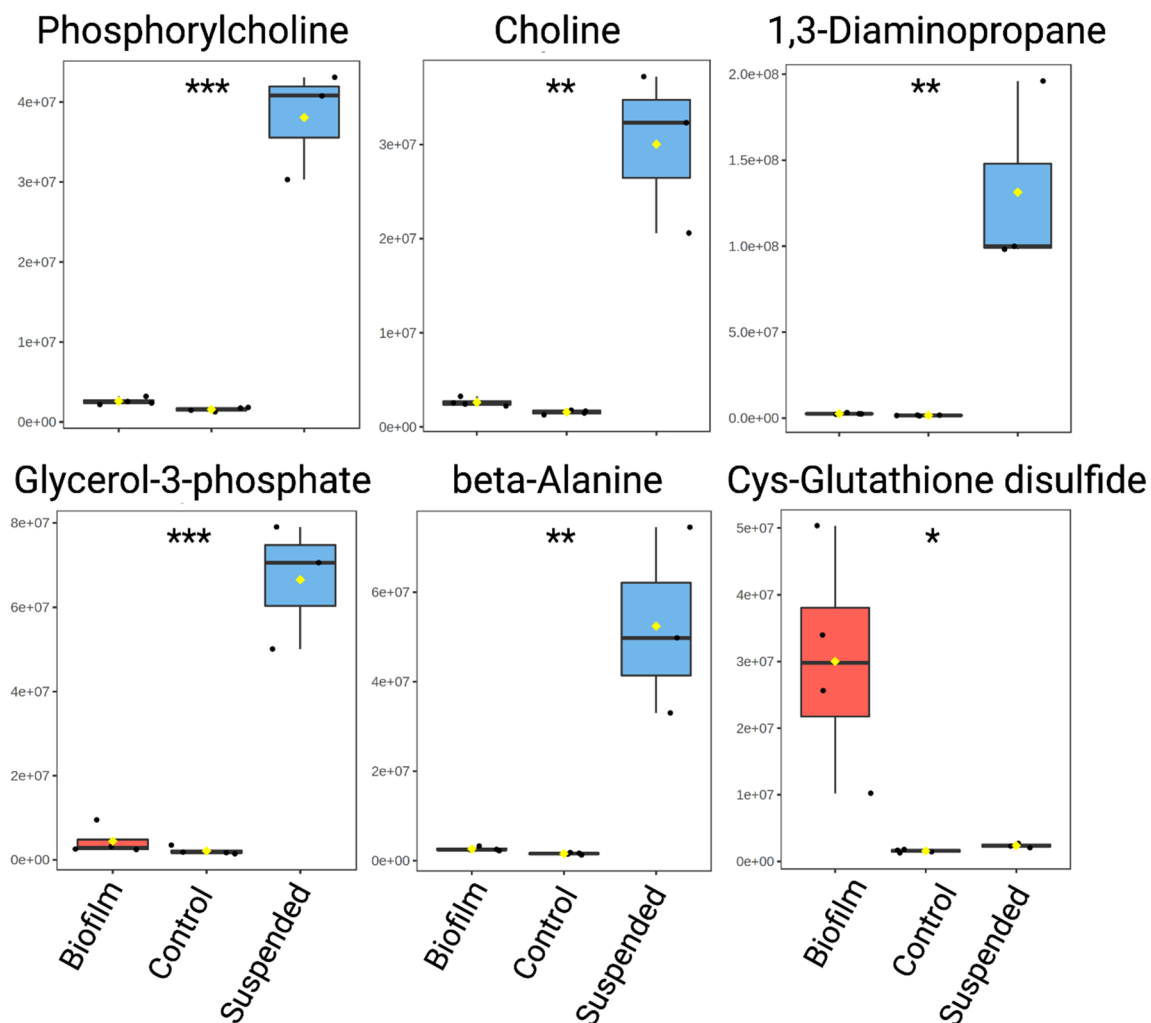 Phosphorylcholine
Choline
1,3-Diaminopropane
***
4e+07
3e+07
2e+07
1e+07
0e+00
**
3e+07
2e+07
1e+07
0e+00
**
2.0e+08
1.5e+08
1.0e+08
5.0e+07
0.0e+00
Glycerol-3-phosphate
beta-Alanine
Cys-Glutathione disulfide
***
8e+07
6e+07
4e+07
2e+07
0e+00
**
6e+07
4e+07
2e+07
0e+00
*
5e+07
4e+07
3e+07
2e+07
1e+07
0e+00
Biofilm
Control
Suspended
Biofilm
Control
Suspended
Biofilm
Control
Suspended